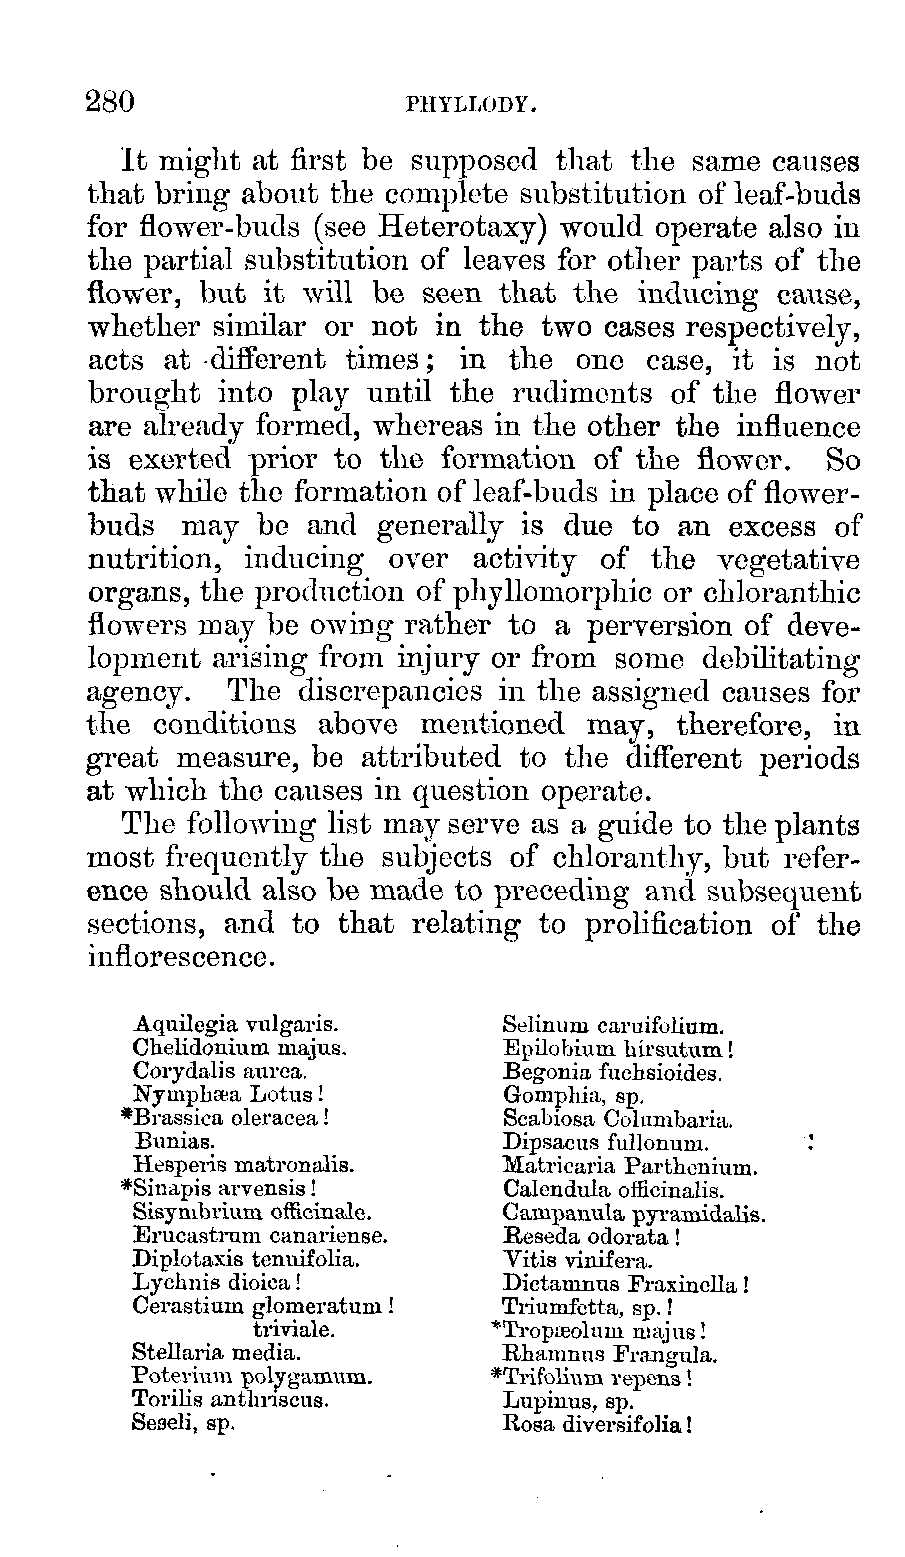 280 PHYLLODY.
It might at first be supposed that the same causes
that bring about the complete substitution of leaf-buds
for flower-buds (see Heterotaxy) would operate also in
the partial substitution of leaves for other parts of the
flower, but it will be seen that the inducing cause,
whether similar or not in the two cases respectively,
acts at different times; in the one case, it is not
brought into play until the rudiments of the flower
are already formed, whereas in the other the influence
is exerted prior to the formation of the flower. So
that while the formation of leaf-buds in place of flower-
buds may be and generally is due to an excess of
nutrition, inducing over activity of the vegetative
organs, the production of phyllomorphic or chloranthic
flowers may be owing rather to a perversion of deve-
lopment arising from injury or from some debilitating
agency. The discrepancies in the assigned causes for
the conditions above mentioned may, therefore, in
great measure, be attributed to the different periods
at which the causes in question operate.
The following list may serve as a guide to the plants
most frequently the subjects of chloranthy, but refer-
ence should also be made to preceding and subsequent
sections, and to that relating to prolification of the
inflorescence.
Aquilegia vulgaris.
Chelidonium majus.
Corydalis aurea.
Nymphæa Lotus!
*Brassica oleracea!
Bunias.
Hesperis matronalis.
*Sinapis arvensis!
Sisymbrium officinale.
Erucastrum canariense.
Diplotaxis tenuifolia.
Lychnis dioica!
Cerastium glomeratum!
triviale.
Stellaria media.
Poterium polygamum.
Torilis anthriscus.
Seseli, sp.
Selinum caruifolium.
Epilobium hirsutum!
Begonia fuchsioides.
Gomphia, sp.
Scabiosa Columbaria.
Dipsacus fullonum.
Matricaria Parthenium.
Calendula officinalis.
Campanula pyramidalis.
Reseda odorata!
Vitis vinifera.
Dictamnus Fraxinella!
Triumfetta, sp.!
*Tropæolum majus!
Rhamnus Frangula.
*Trifolium repens!
Lupinus, sp.
Rosa diversifolia!